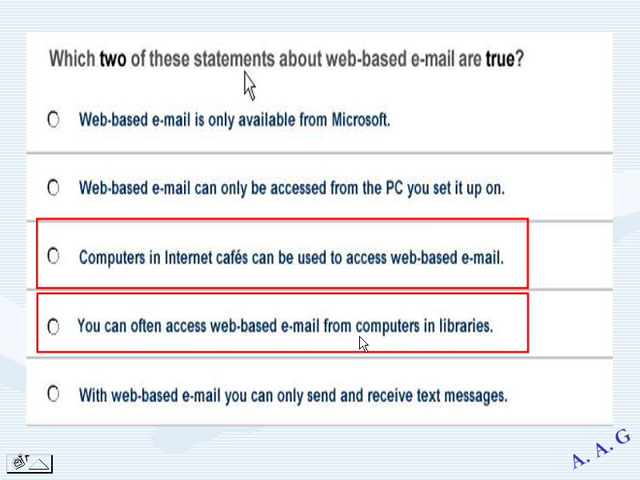 Which two of these statements about web-based e-mail are true?
Web-based e-mail is only available from Microsoft.
Web-based e-mail can only be accessed from the PC you set it up on.
Computers in Internet cafés can be used to access web-based e-mail.
You can often access web-based e-mail from computers in libraries.
With web-based e-mail you can only send and receive text messages.
A. A. G